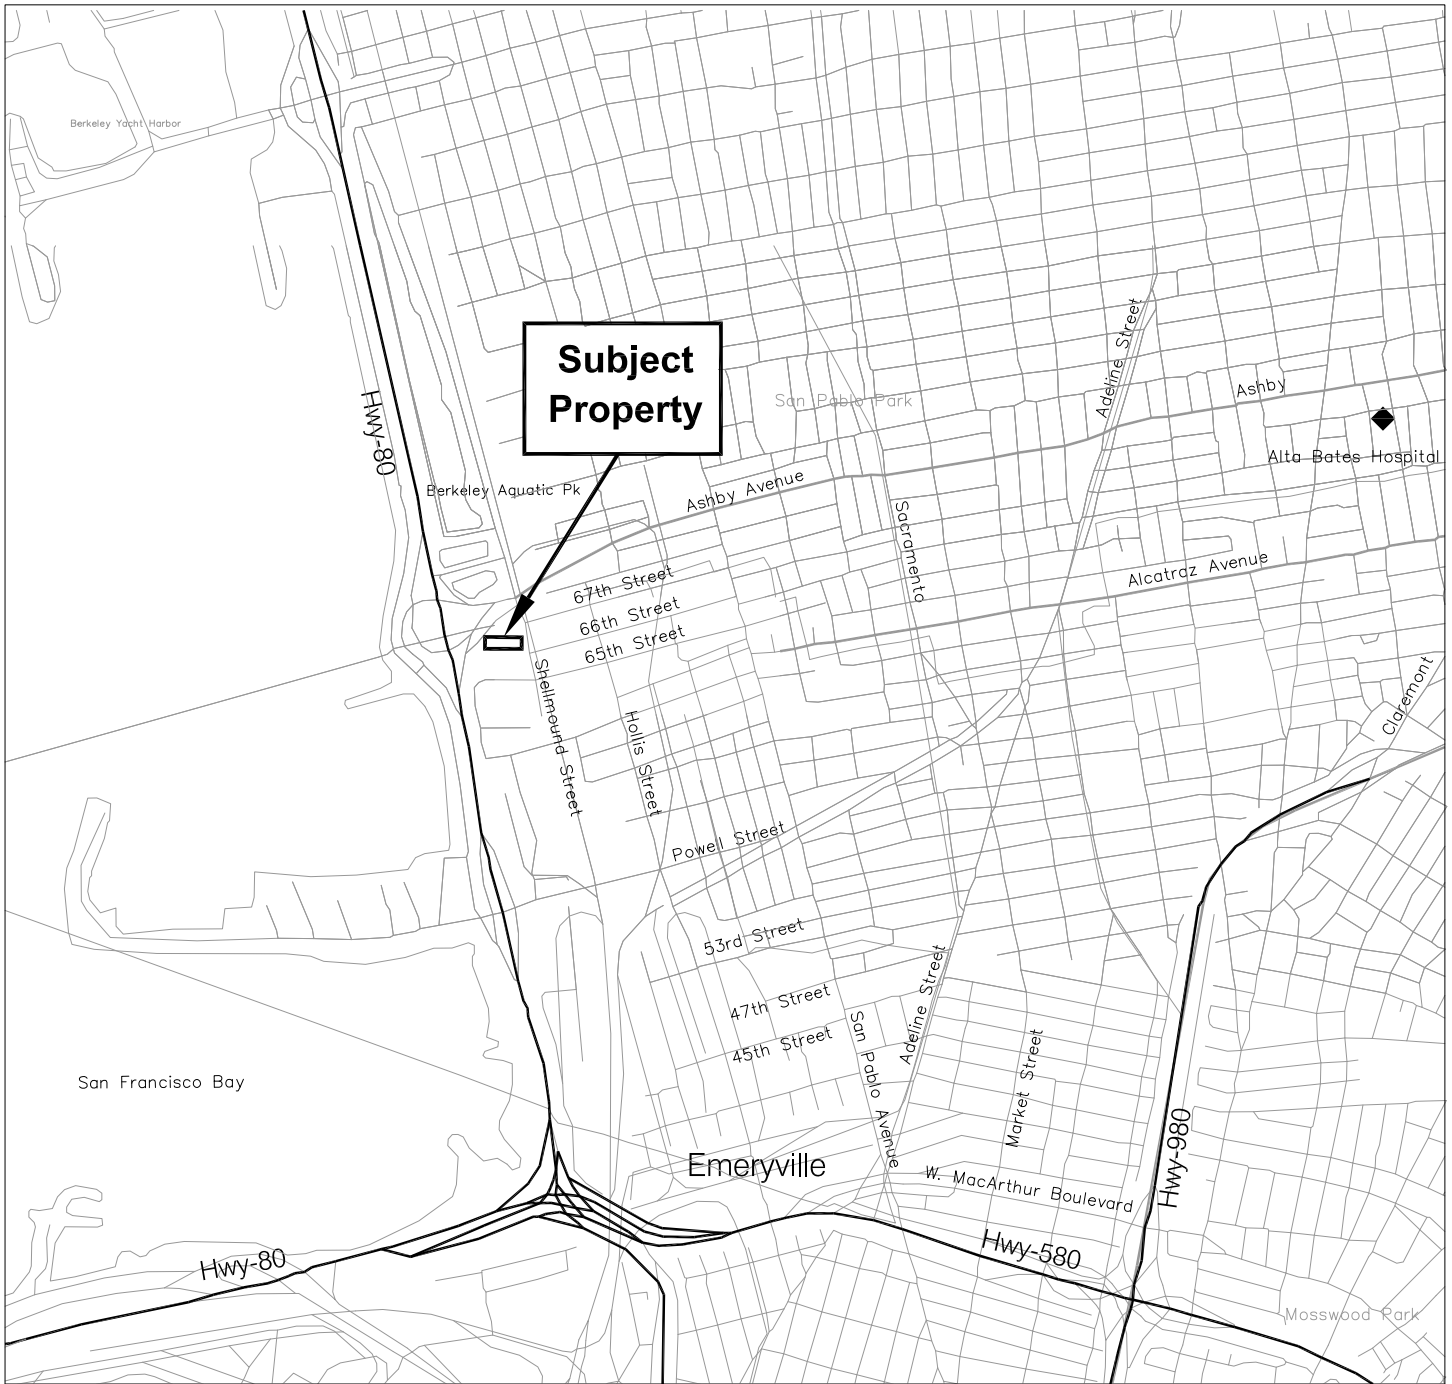 Berkeley Yacht Harbor
Adeline Street
Subject
Property
Ashby
San Pablo Park
Hwy-80
Alta Bates Hospital
Berkeley Aquatic Pk
Ashby Avenue
Sacramento
Alcatraz Avenue
67th Street
66th Street
65th Street
Shellmound Street
Claremont
Hollis Street
Powell Street
53rd Street
47th Street
Adeline Street
45th Street
San Pablo Avenue
Market Street
San Francisco Bay
Hwy-980
Emeryville
W. MacArthur Boulevard
Hwy-80
Hwy-580
Mosswood Park